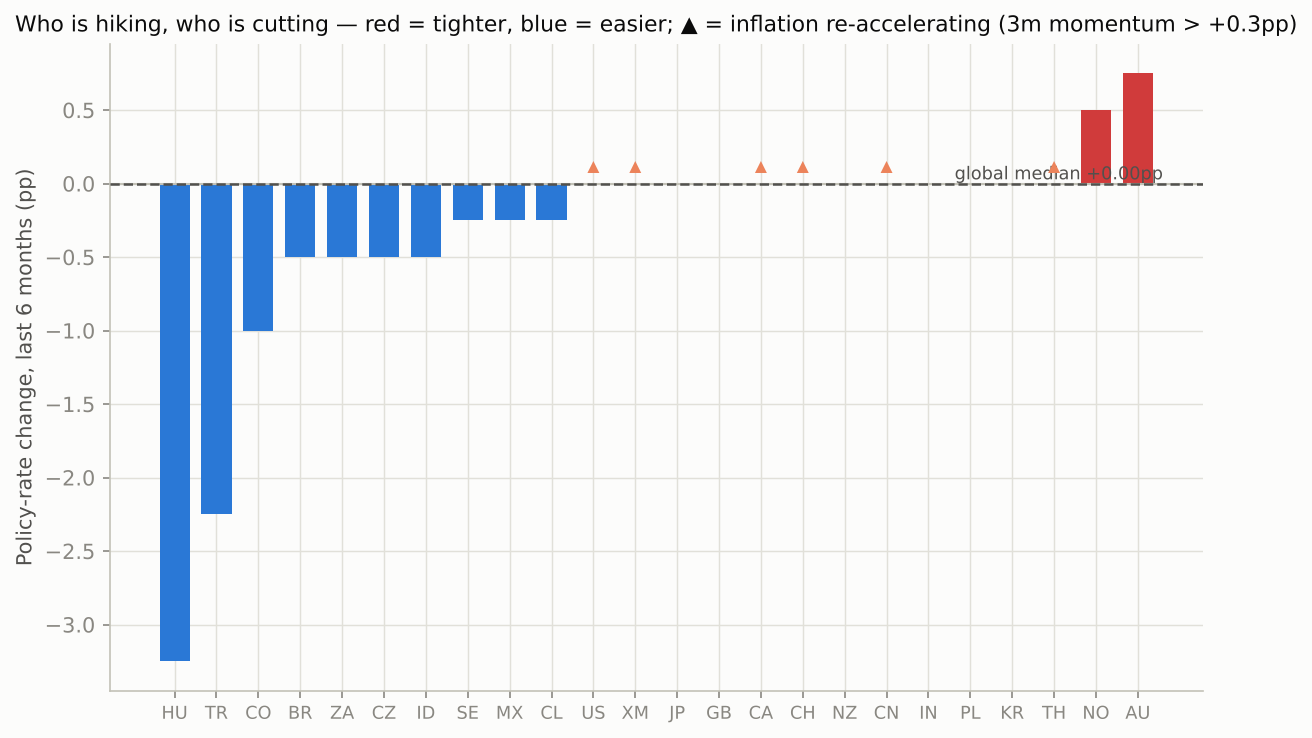 Who is hiking, who is cutting — red = tighter, blue = easier; ▲ = inflation re-accelerating (3m momentum > +0.3pp)
Policy-rate change, last 6 months (pp)
0.5
0.0
−0.5
−1.0
−1.5
−2.0
−2.5
−3.0
global median +0.00pp
HU TR CO BR ZA CZ ID SE MX CL US XM JP GB CA CH NZ CN IN PL KR TH NO AU